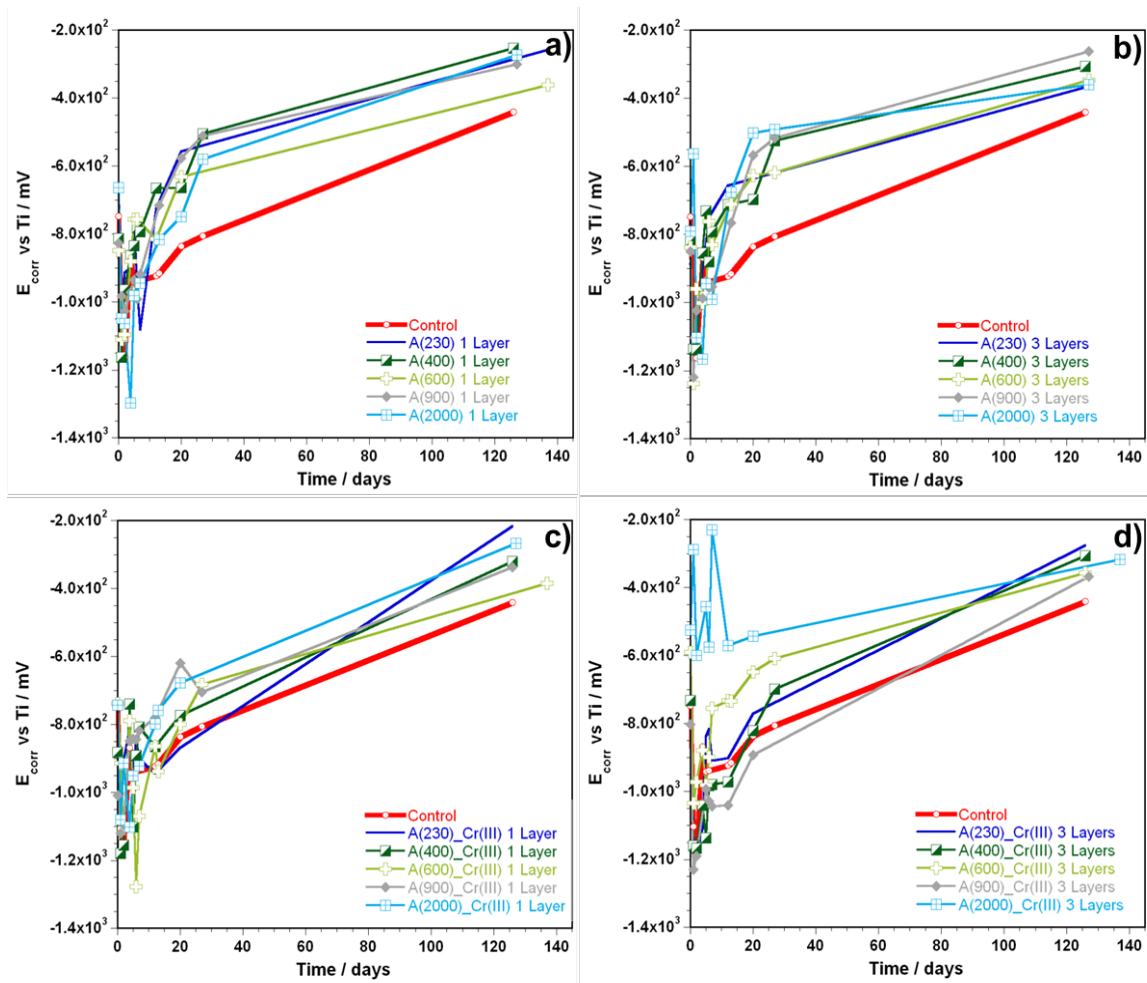 a)
-2.0x10²
-4.0x10²
-6.0x10²
-8.0x10²
-1.0x10³
-1.2x10³
-1.4x10³
E_corr vs Ti / mV
Control
A(230) 1 Layer
A(400) 1 Layer
A(600) 1 Layer
A(900) 1 Layer
A(2000) 1 Layer
0 20 40 60 80 100 120 140
Time / days
b)
-2.0x10²
-4.0x10²
-6.0x10²
-8.0x10²
-1.0x10³
-1.2x10³
-1.4x10³
E_corr vs Ti / mV
Control
A(230) 3 Layers
A(400) 3 Layers
A(600) 3 Layers
A(900) 3 Layers
A(2000) 3 Layers
0 20 40 60 80 100 120 140
Time / days
c)
-2.0x10²
-4.0x10²
-6.0x10²
-8.0x10²
-1.0x10³
-1.2x10³
-1.4x10³
E_corr vs Ti / mV
Control
A(230)_Cr(III) 1 Layer
A(400)_Cr(III) 1 Layer
A(600)_Cr(III) 1 Layer
A(900)_Cr(III) 1 Layer
A(2000)_Cr(III) 1 Layer
0 20 40 60 80 100 120 140
Time / days
d)
-2.0x10²
-4.0x10²
-6.0x10²
-8.0x10²
-1.0x10³
-1.2x10³
-1.4x10³
E_corr vs Ti / mV
Control
A(230)_Cr(III) 3 Layers
A(400)_Cr(III) 3 Layers
A(600)_Cr(III) 3 Layers
A(900)_Cr(III) 3 Layers
A(2000)_Cr(III) 3 Layers
0 20 40 60 80 100 120 140
Time / days